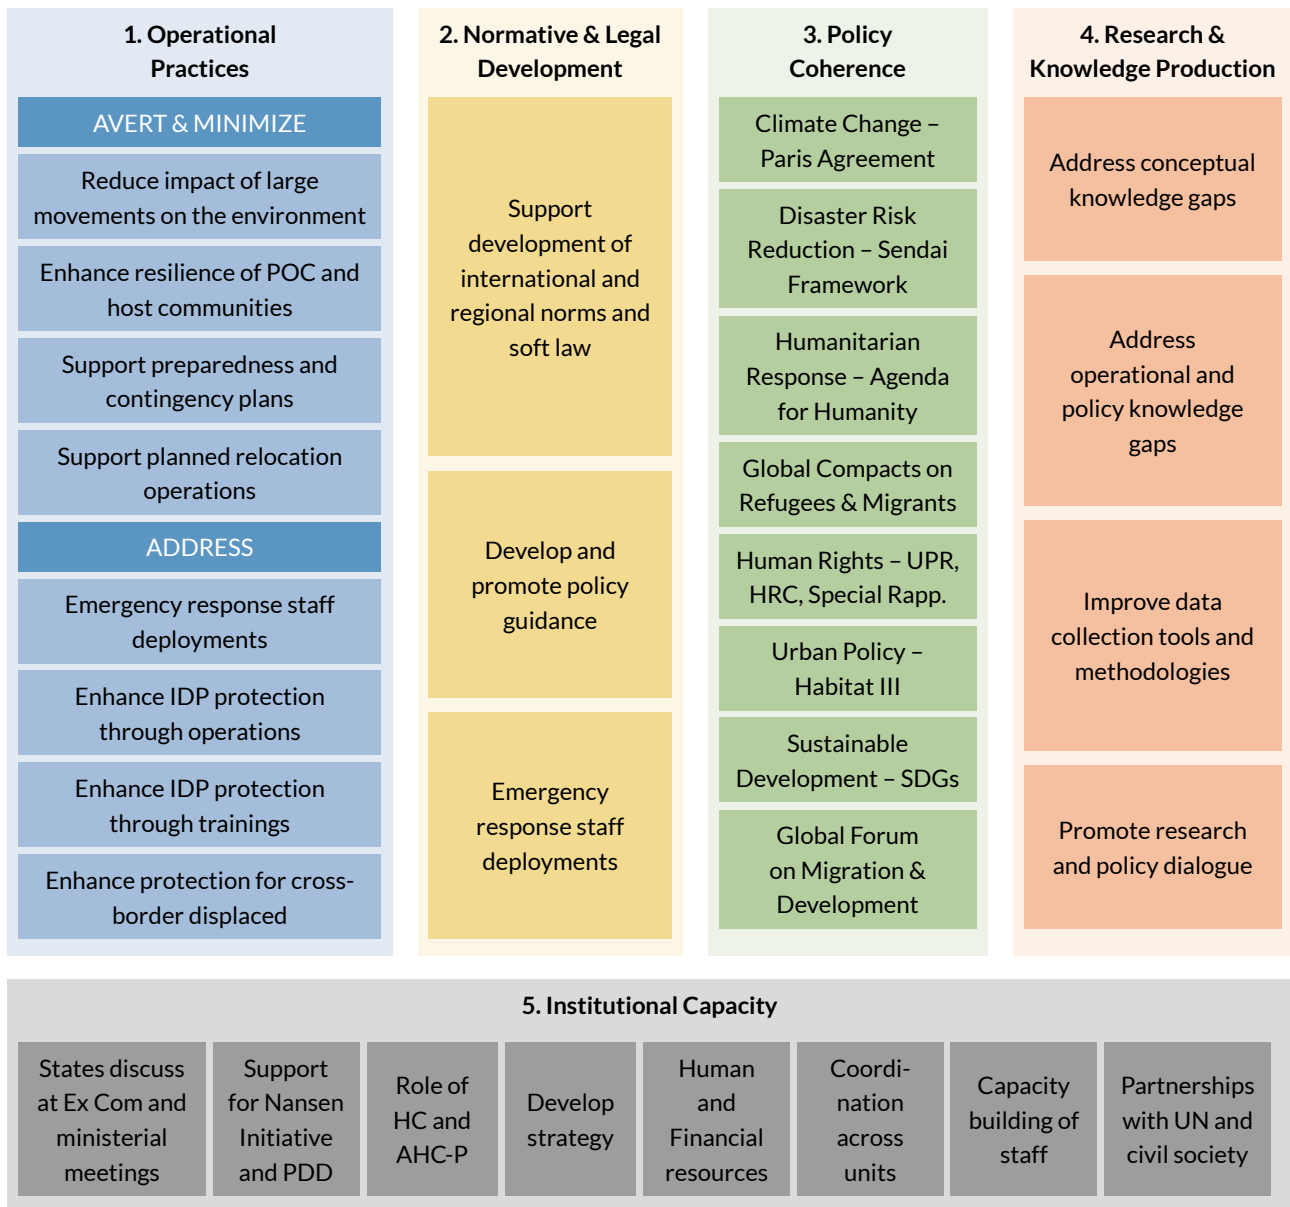 1. Operational
Practices
AVERT & MINIMIZE
Reduce impact of large
movements on the environment
Enhance resilience of POC and
host communities
Support preparedness and
contingency plans
Support planned relocation
operations
ADDRESS
Emergency response staff
deployments
Enhance IDP protection
through operations
Enhance IDP protection
through trainings
Enhance protection for cross-
border displaced
2. Normative & Legal
Development
Support
development of
international and
regional norms and
soft law
Develop and
promote policy
guidance
Emergency
response staff
deployments
3. Policy
Coherence
Climate Change –
Paris Agreement
Disaster Risk
Reduction – Sendai
Framework
Humanitarian
Response – Agenda
for Humanity
Global Compacts on
Refugees & Migrants
Human Rights – UPR,
HRC, Special Rapp.
Urban Policy –
Habitat III
Sustainable
Development – SDGs
Global Forum
on Migration &
Development
4. Research &
Knowledge Production
Address conceptual
knowledge gaps
Address
operational and
policy knowledge
gaps
Improve data
collection tools and
methodologies
Promote research
and policy dialogue
5. Institutional Capacity
States discuss
at Ex Com and
ministerial
meetings
Support
for Nansen
Initiative
and PDD
Role of
HC and
AHC-P
Develop
strategy
Human
and
Financial
resources
Coordi-
nation
across
units
Capacity
building of
staff
Partnerships
with UN and
civil society